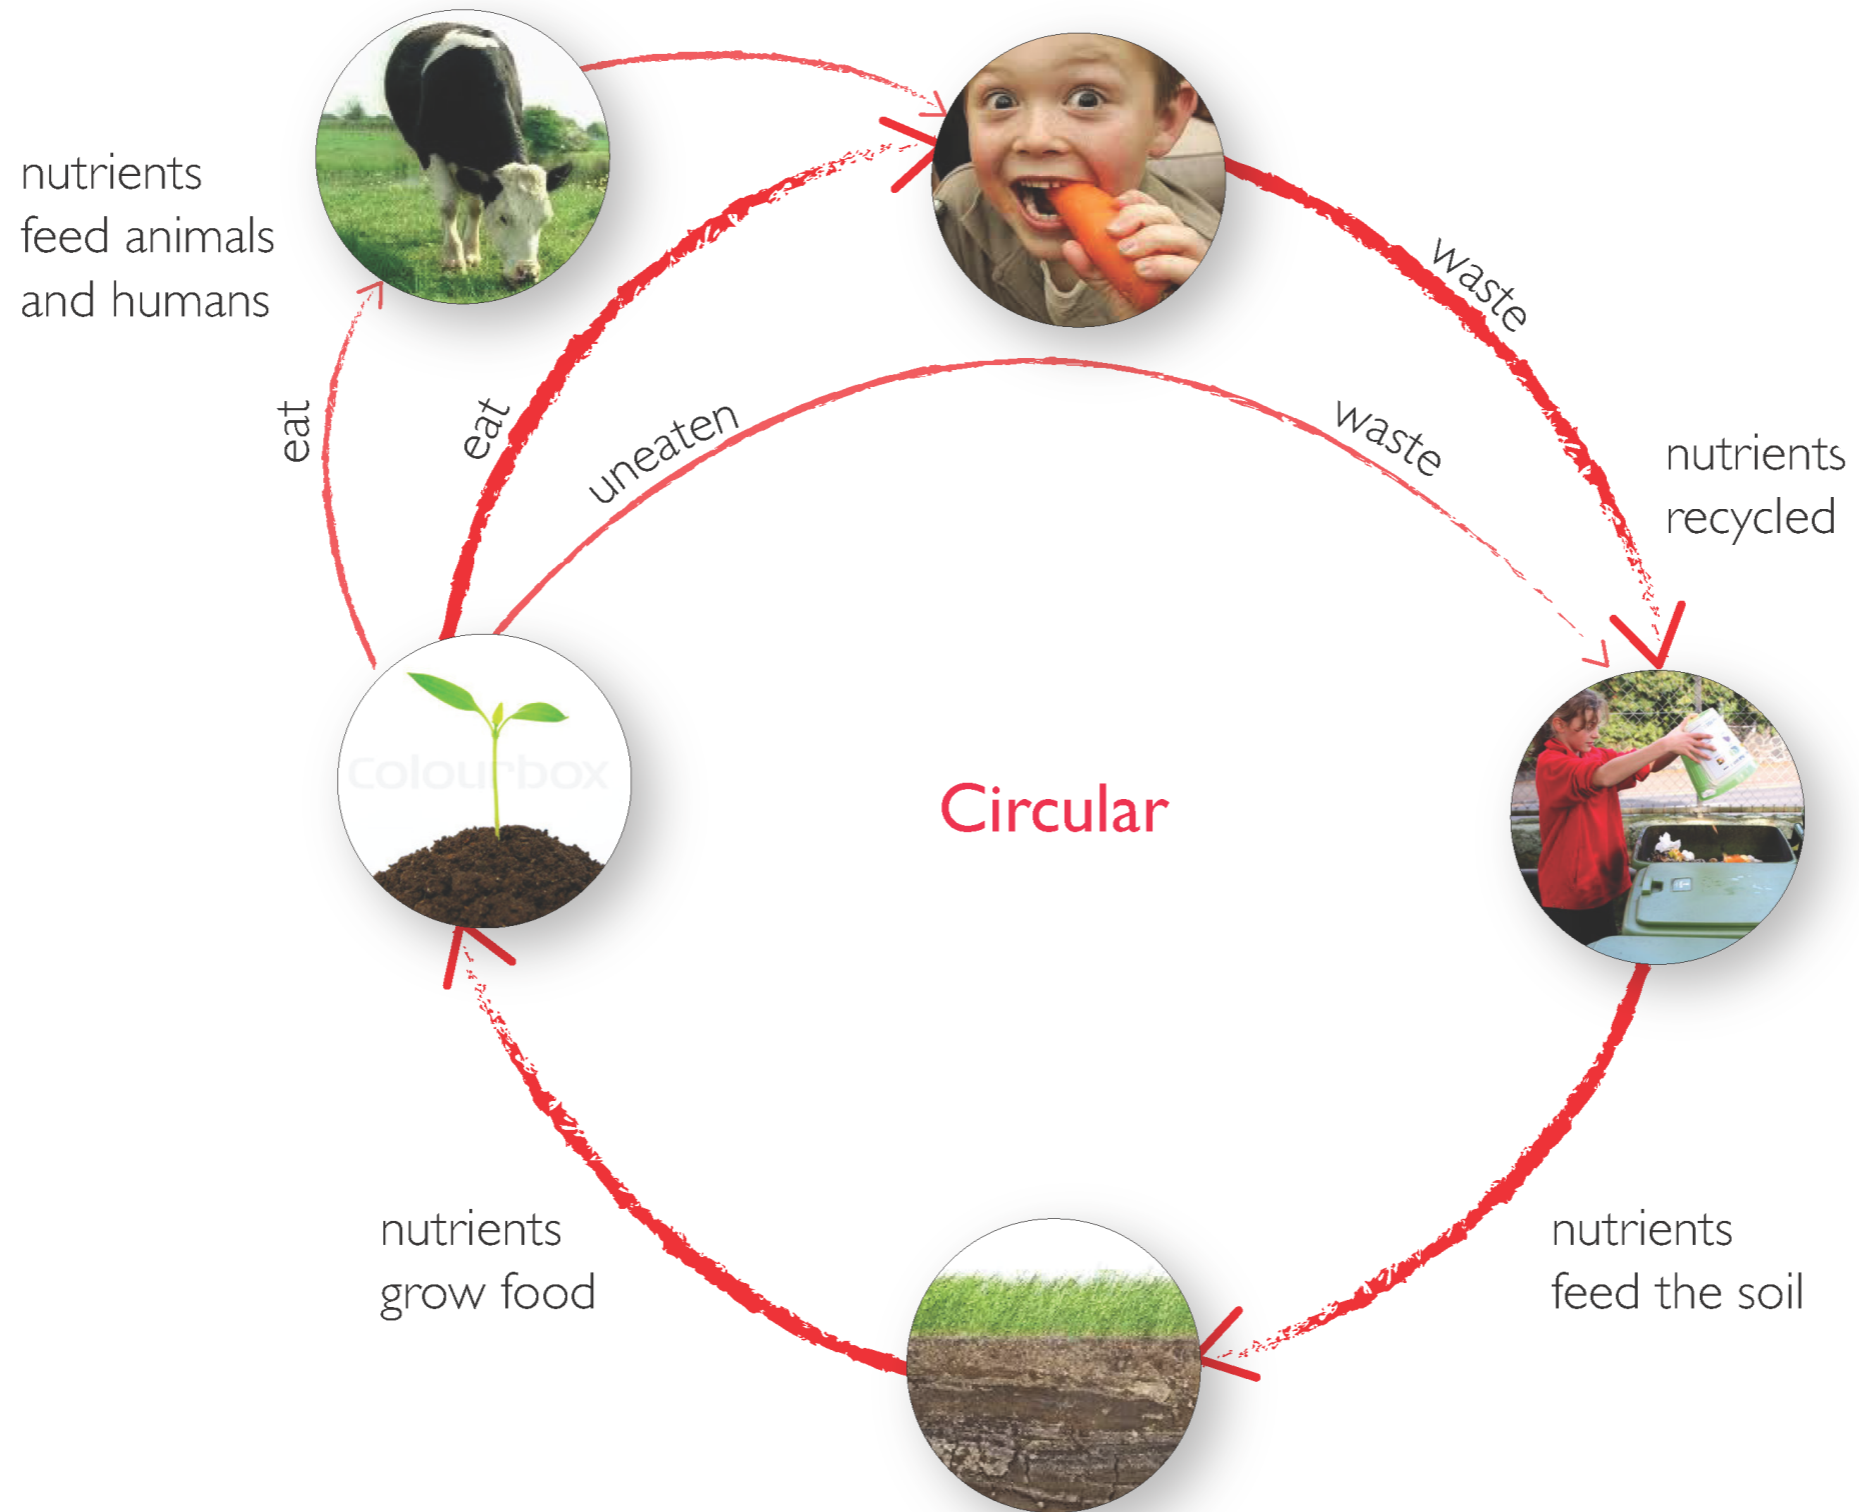 nutrients
feed animals
and humans
eat
eat
uneaten
waste
waste
nutrients
recycled
Colourbox
Circular
nutrients
grow food
nutrients
feed the soil